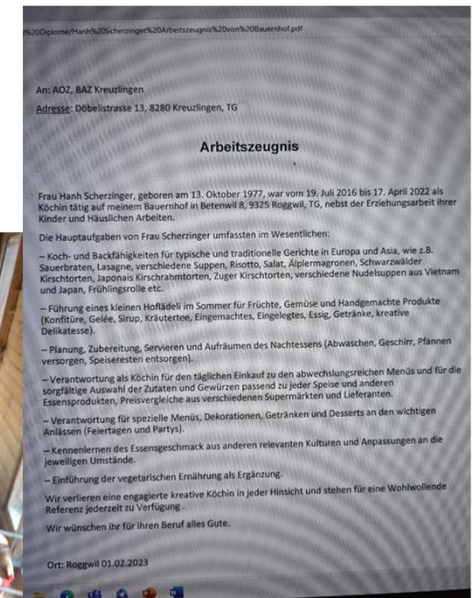 %20Diplome/Hanh%20Scherzinger%20Arbeitszeugnis%20von%20Bauernhof.pdf
An: AOZ, BAZ Kreuzlingen
Adresse: Döbelistrasse 13, 8280 Kreuzlingen, TG
Arbeitszeugnis
Frau Hanh Scherzinger, geboren am 13. Oktober 1977, war vom 19. Juli 2016 bis 17. April 2022 als
Köchin tätig auf meinem Bauernhof in Betenwil 8, 9325 Roggwil, TG, nebst der Erziehungsarbeit ihrer
Kinder und Häuslichen Arbeiten.
Die Hauptaufgaben von Frau Scherzinger umfassten im Wesentlichen:
– Koch- und Backfähigkeiten für typische und traditionelle Gerichte in Europa und Asia, wie z.B.
Sauerbraten, Lasagne, verschiedene Suppen, Risotto, Salat, Älplermagronen, Schwarzwälder
Kirschtorten, Japonais Kirschrahmtorten, Zuger Kirschtorten, verschiedene Nudelsuppen aus Vietnam
und Japan, Frühlingsrolle etc.
– Führung eines kleinen Hoflädeli im Sommer für Früchte, Gemüse und Handgemachte Produkte
(Konfitüre, Gelée, Sirup, Kräutertee, Eingemachtes, Eingelegtes, Essig, Getränke, kreative
Delikatesse).
– Planung, Zubereitung, Servieren und Aufräumen des Nachtessens (Abwaschen, Geschirr, Pfannen
versorgen, Speiseresten entsorgen).
– Verantwortung als Köchin für den täglichen Einkauf zu den abwechslungsreichen Menüs und für die
sorgfältige Auswahl der Zutaten und Gewürzen passend zu jeder Speise und anderen
Essensprodukten, Preisvergleiche aus verschiedenen Supermärkten und Lieferanten.
– Verantwortung für spezielle Menüs, Dekorationen, Getränken und Desserts an den wichtigen
Anlässen (Feiertagen und Partys).
– Kennenlernen des Essensgeschmack aus anderen relevanten Kulturen und Anpassungen an die
jeweiligen Umstände.
– Einführung der vegetarischen Ernährung als Ergänzung.
Wir verlieren eine engagierte kreative Köchin in jeder Hinsicht und stehen für eine Wohlwollende
Referenz jederzeit zu Verfügung .
Wir wünschen ihr für ihren Beruf alles Gute.
Ort: Roggwil 01.02.2023